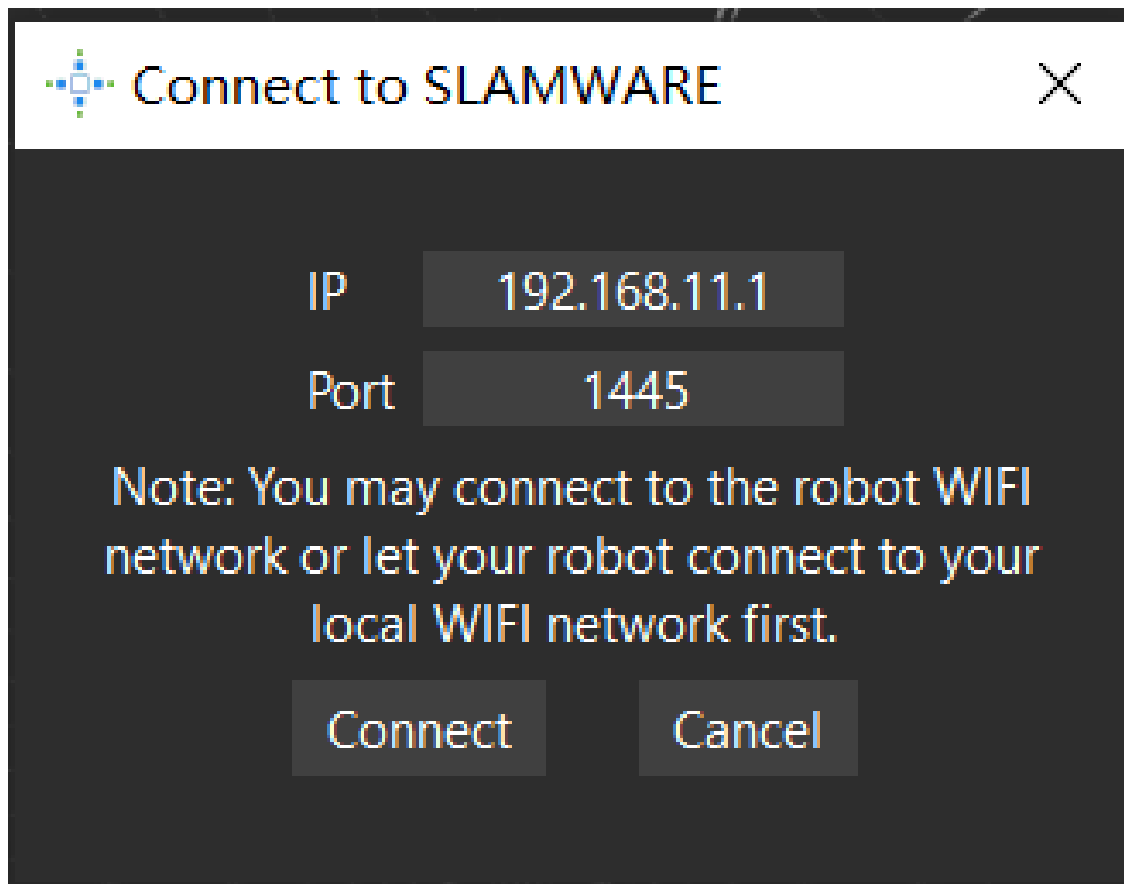 Connect to SLAMWARE
IP 192.168.11.1
Port 1445
Note: You may connect to the robot WIFI
network or let your robot connect to your
local WIFI network first.
Connect Cancel